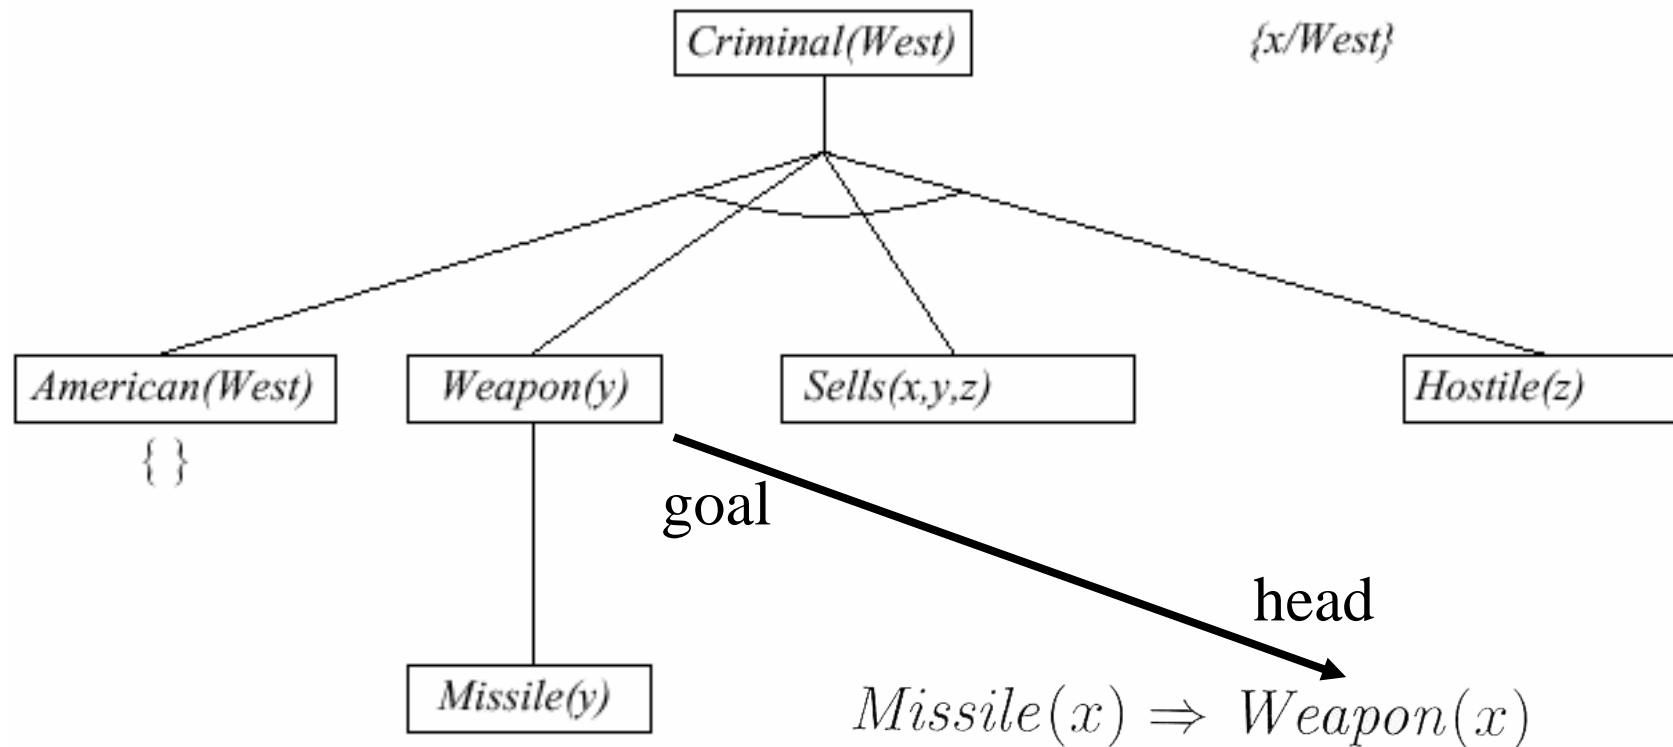 Criminal(West)
{x/West}
American(West)
Weapon(y)
Sells(x,y,z)
Hostile(z)
{ }
goal
head
Missile(y)
Missile(x) ⇒ Weapon(x)